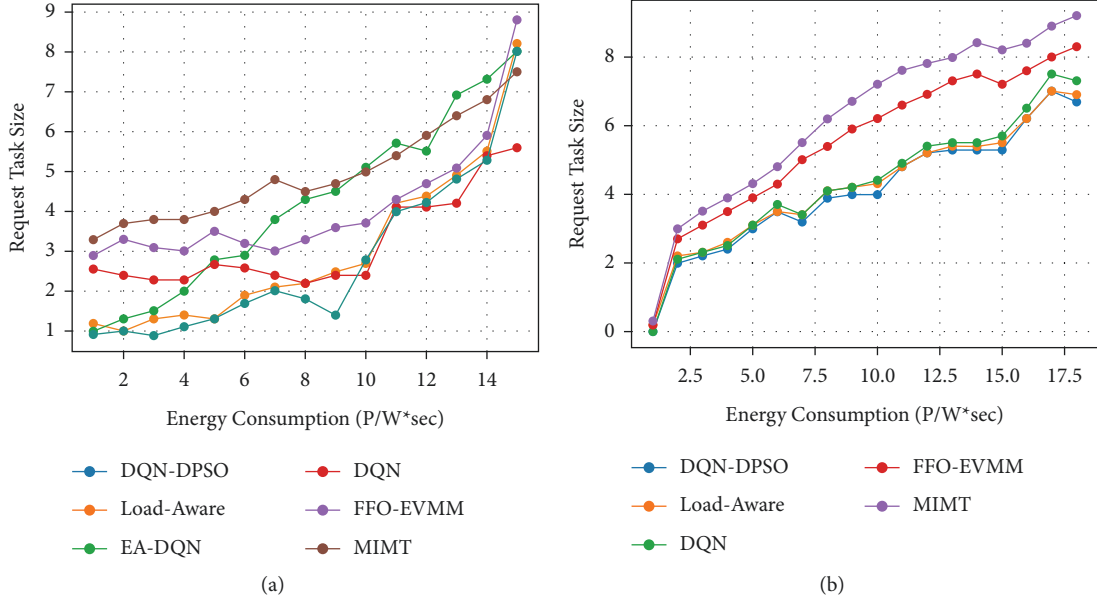 9
8
7
6
5
4
3
2
1
Request Task Size
2 4 6 8 10 12 14
Energy Consumption (P/W*sec)
DQN-DPSO DQN
Load-Aware FFO-EVMM
EA-DQN MIMT
(a)
8
6
4
2
0
Request Task Size
2.5 5.0 7.5 10.0 12.5 15.0 17.5
Energy Consumption (P/W*sec)
DQN-DPSO FFO-EVMM
Load-Aware MIMT
DQN
(b)